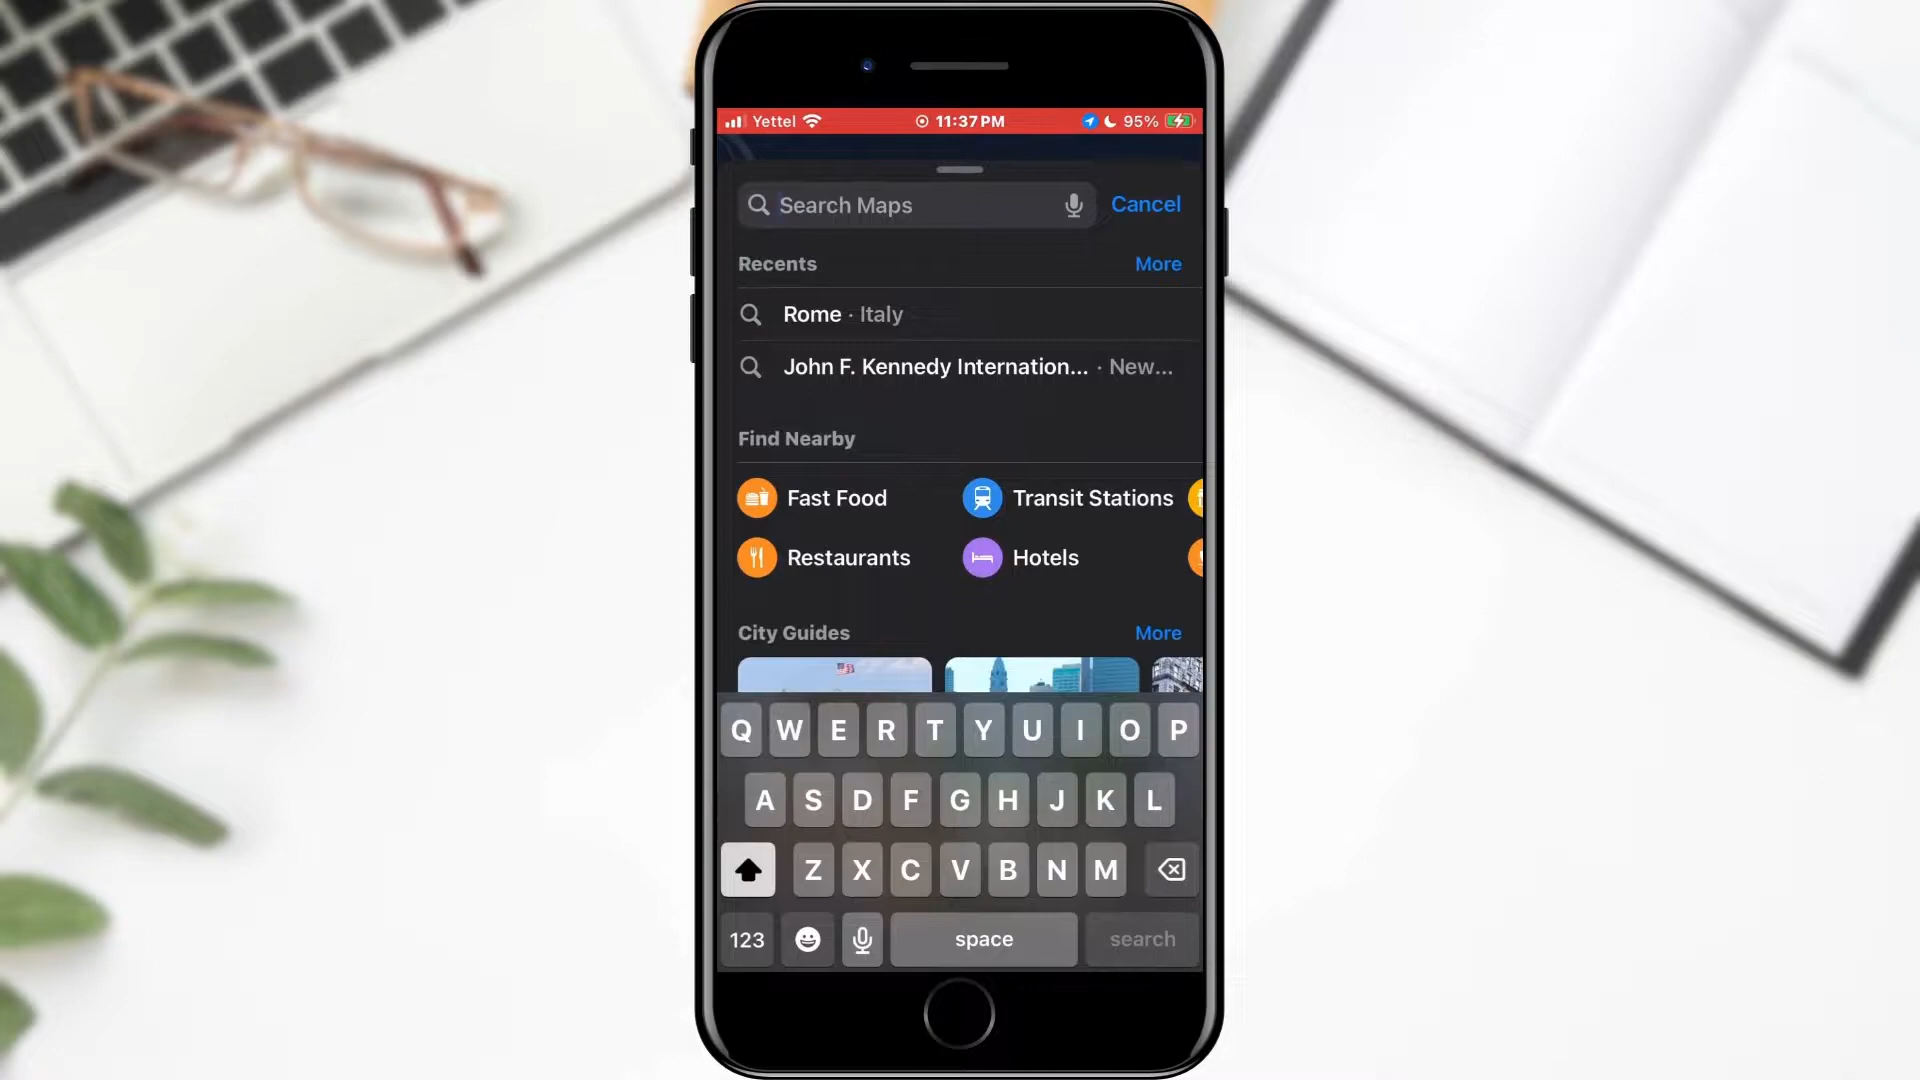 Yettel 11:37 PM 95%
Search Maps Cancel
Recents More
Rome · Italy
John F. Kennedy Internation... · New...
Find Nearby
Fast Food Transit Stations
Restaurants Hotels
City Guides More
Q W E R T Y U I O P
A S D F G H J K L
Z X C V B N M
123 space search